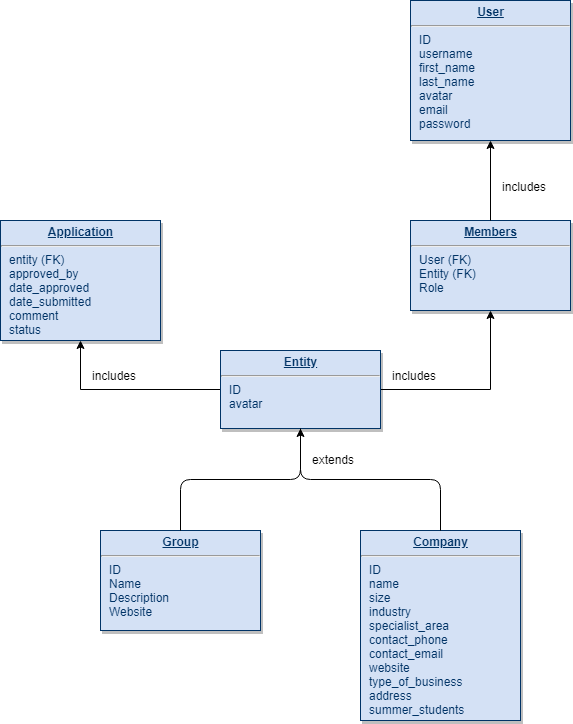 User
ID
username
first_name
last_name
avatar
email
password
includes
Application
entity (FK)
approved_by
date_approved
date_submitted
comment
status
Members
User (FK)
Entity (FK)
Role
includes
Entity
ID
avatar
includes
extends
Group
ID
Name
Description
Website
Company
ID
name
size
industry
specialist_area
contact_phone
contact_email
website
type_of_business
address
summer_students